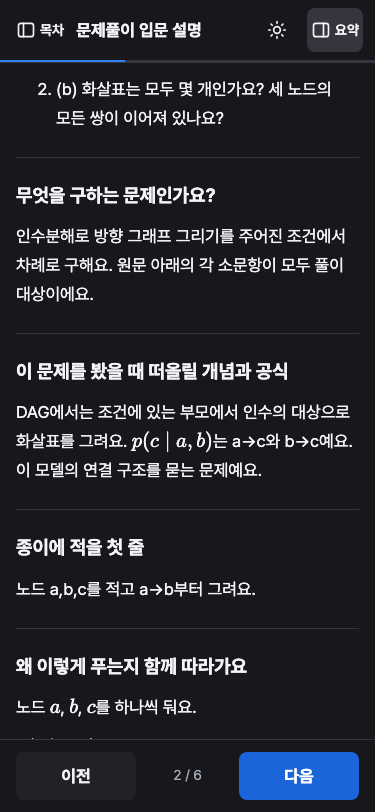 목차 문제풀이 입문 설명 요약
2. (b) 화살표는 모두 몇 개인가요? 세 노드의
모든 쌍이 이어져 있나요?
무엇을 구하는 문제인가요?
인수분해로 방향 그래프 그리기를 주어진 조건에서
차례로 구해요. 원문 아래의 각 소문항이 모두 풀이
대상이에요.
이 문제를 봤을 때 떠올릴 개념과 공식
DAG에서는 조건에 있는 부모에서 인수의 대상으로
화살표를 그려요. p(c | a, b)는 a→c와 b→c예요.
이 모델의 연결 구조를 묻는 문제예요.
종이에 적을 첫 줄
노드 a,b,c를 적고 a→b부터 그려요.
왜 이렇게 푸는지 함께 따라가요
노드 a, b, c를 하나씩 둬요.
이전 2 / 6 다음